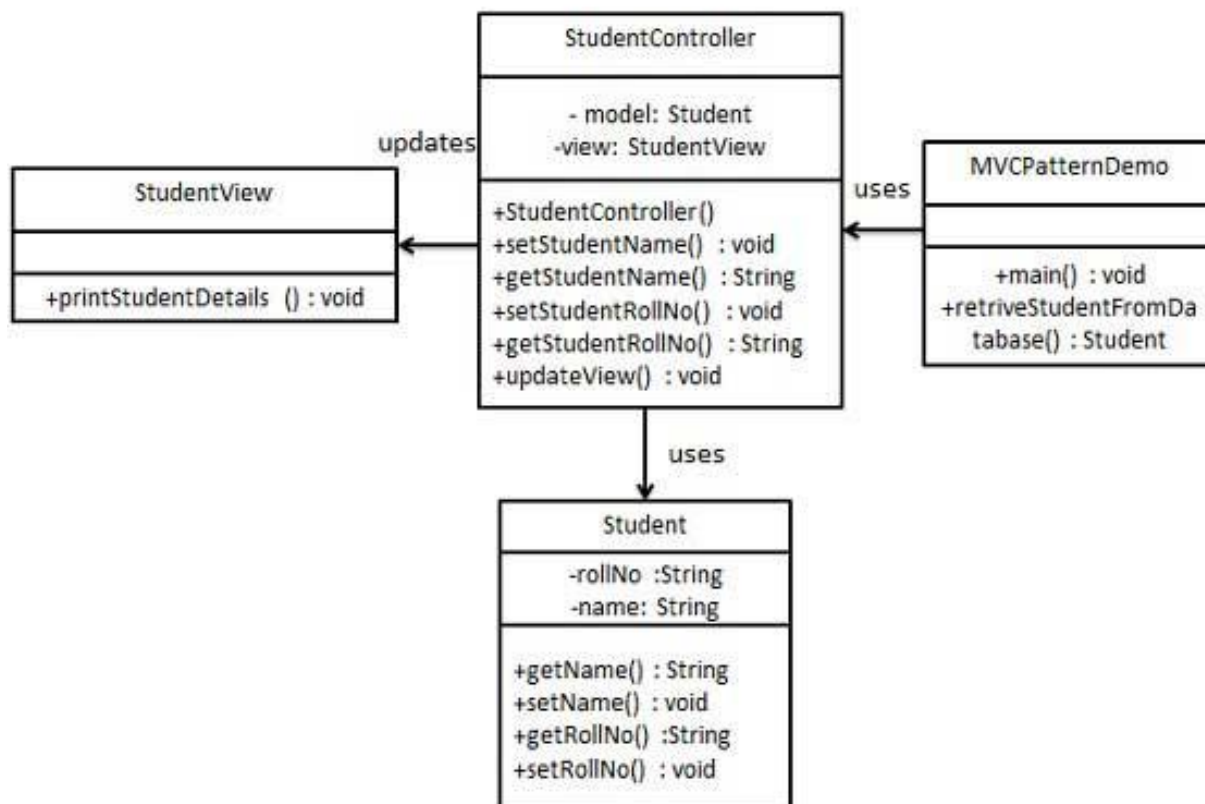 StudentController
- model: Student
-view: StudentView
+StudentController()
+setStudentName() : void
+getStudentName() : String
+setStudentRollNo() : void
+getStudentRollNo() : String
+updateView() : void
updates
StudentView
+printStudentDetails () : void
uses
MVCPatternDemo
+main() : void
+retriveStudentFromDa
tabase() : Student
uses
Student
-rollNo :String
-name: String
+getName() : String
+setName() : void
+getRollNo() :String
+setRollNo() : void